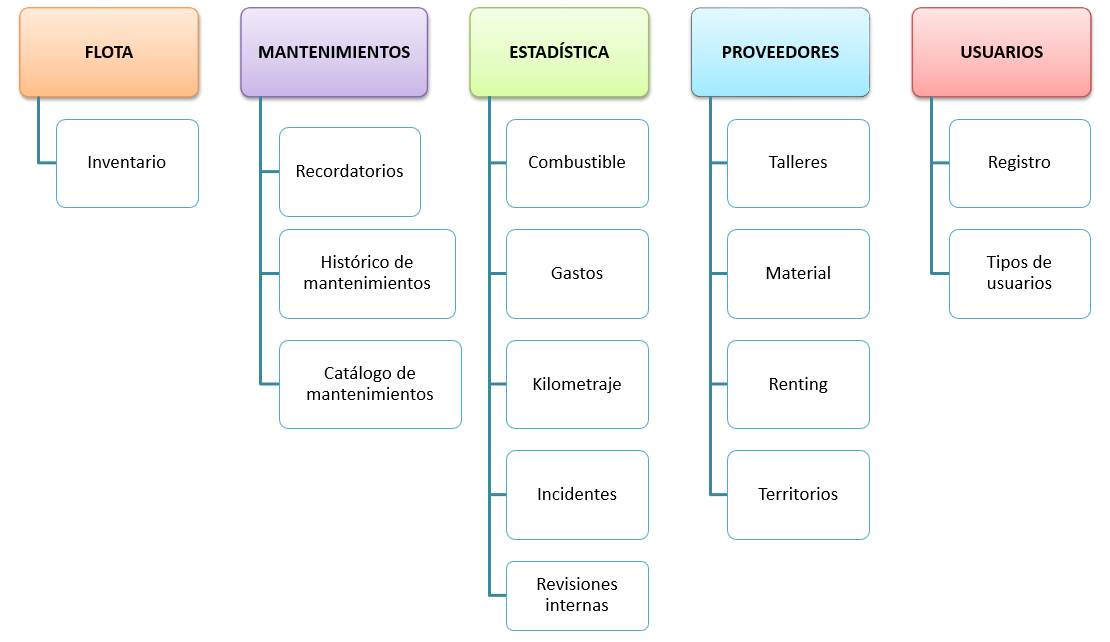 FLOTA
Inventario
MANTENIMIENTOS
Recordatorios
Histórico de
mantenimientos
Catálogo de
mantenimientos
ESTADÍSTICA
Combustible
Gastos
Kilometraje
Incidentes
Revisiones
internas
PROVEEDORES
Talleres
Material
Renting
Territorios
USUARIOS
Registro
Tipos de
usuarios